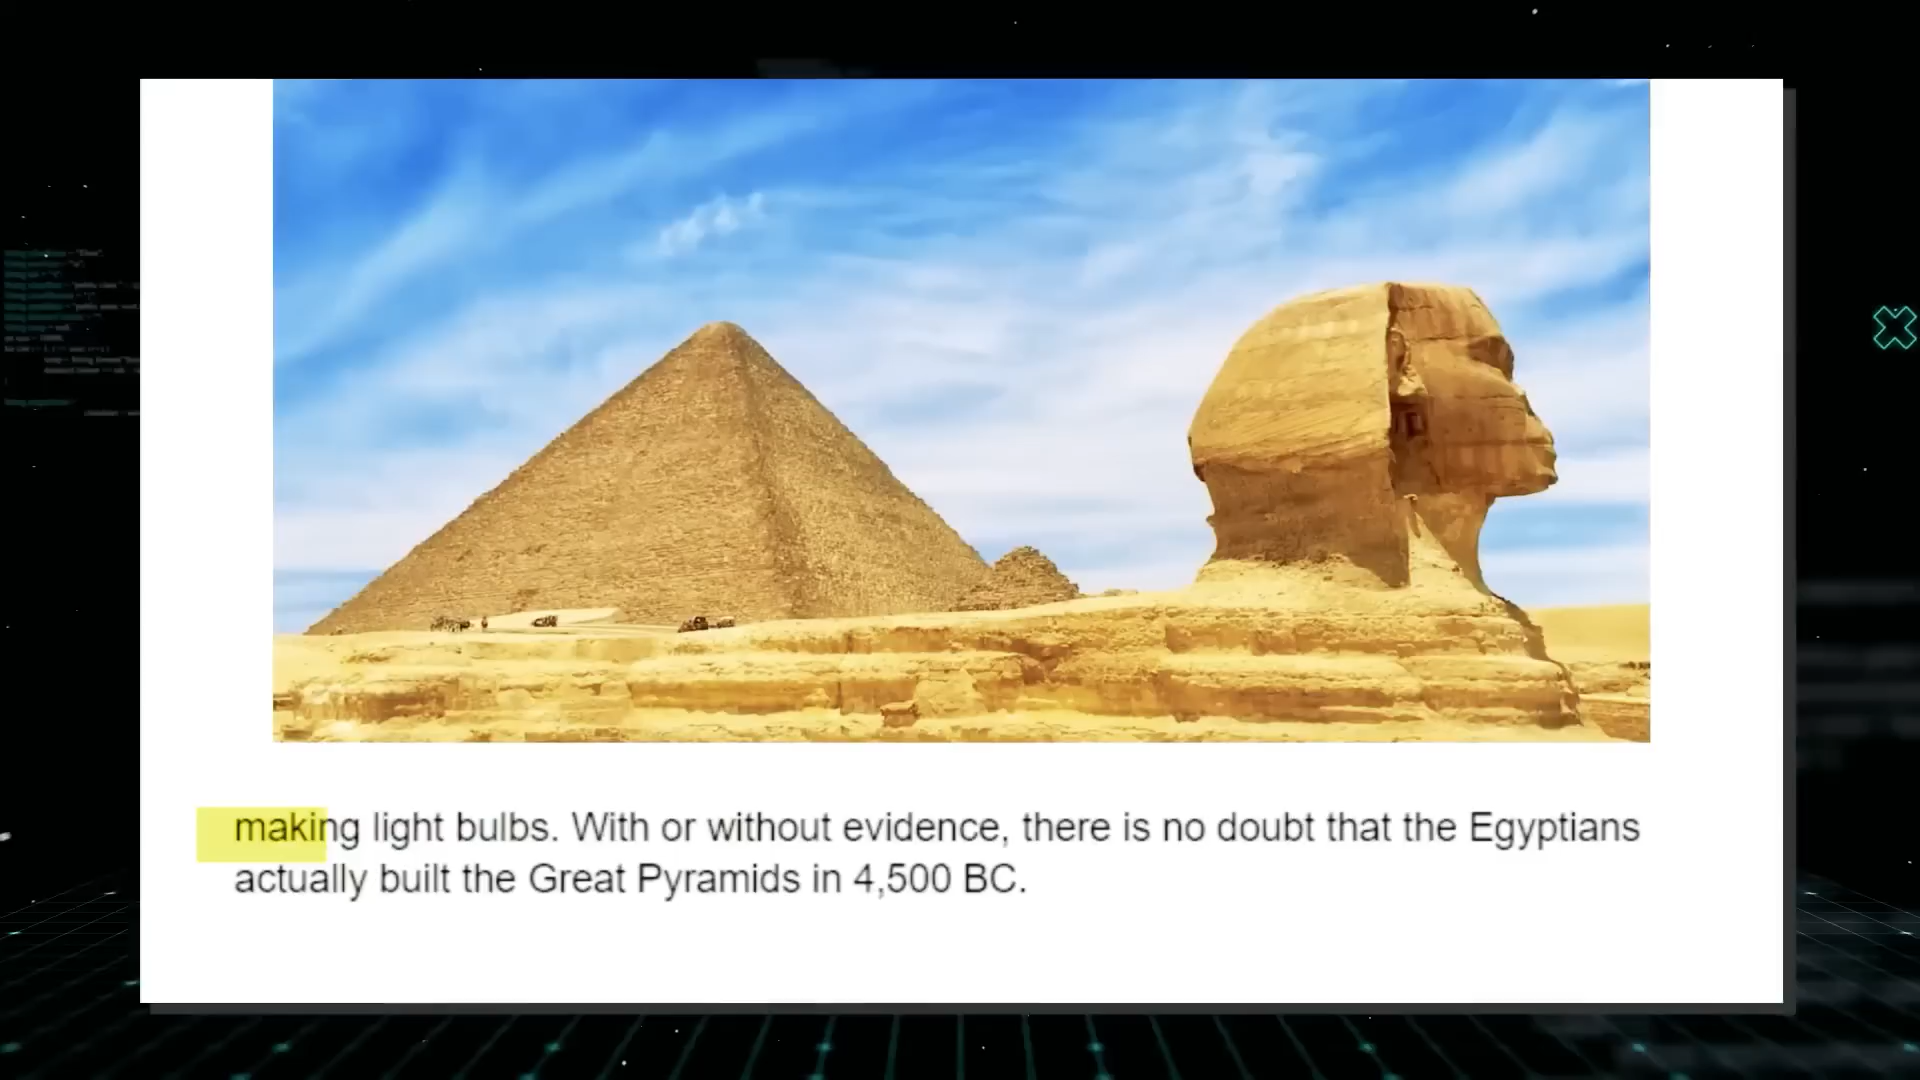 making light bulbs. With or without evidence, there is no doubt that the Egyptians
actually built the Great Pyramids in 4,500 BC.